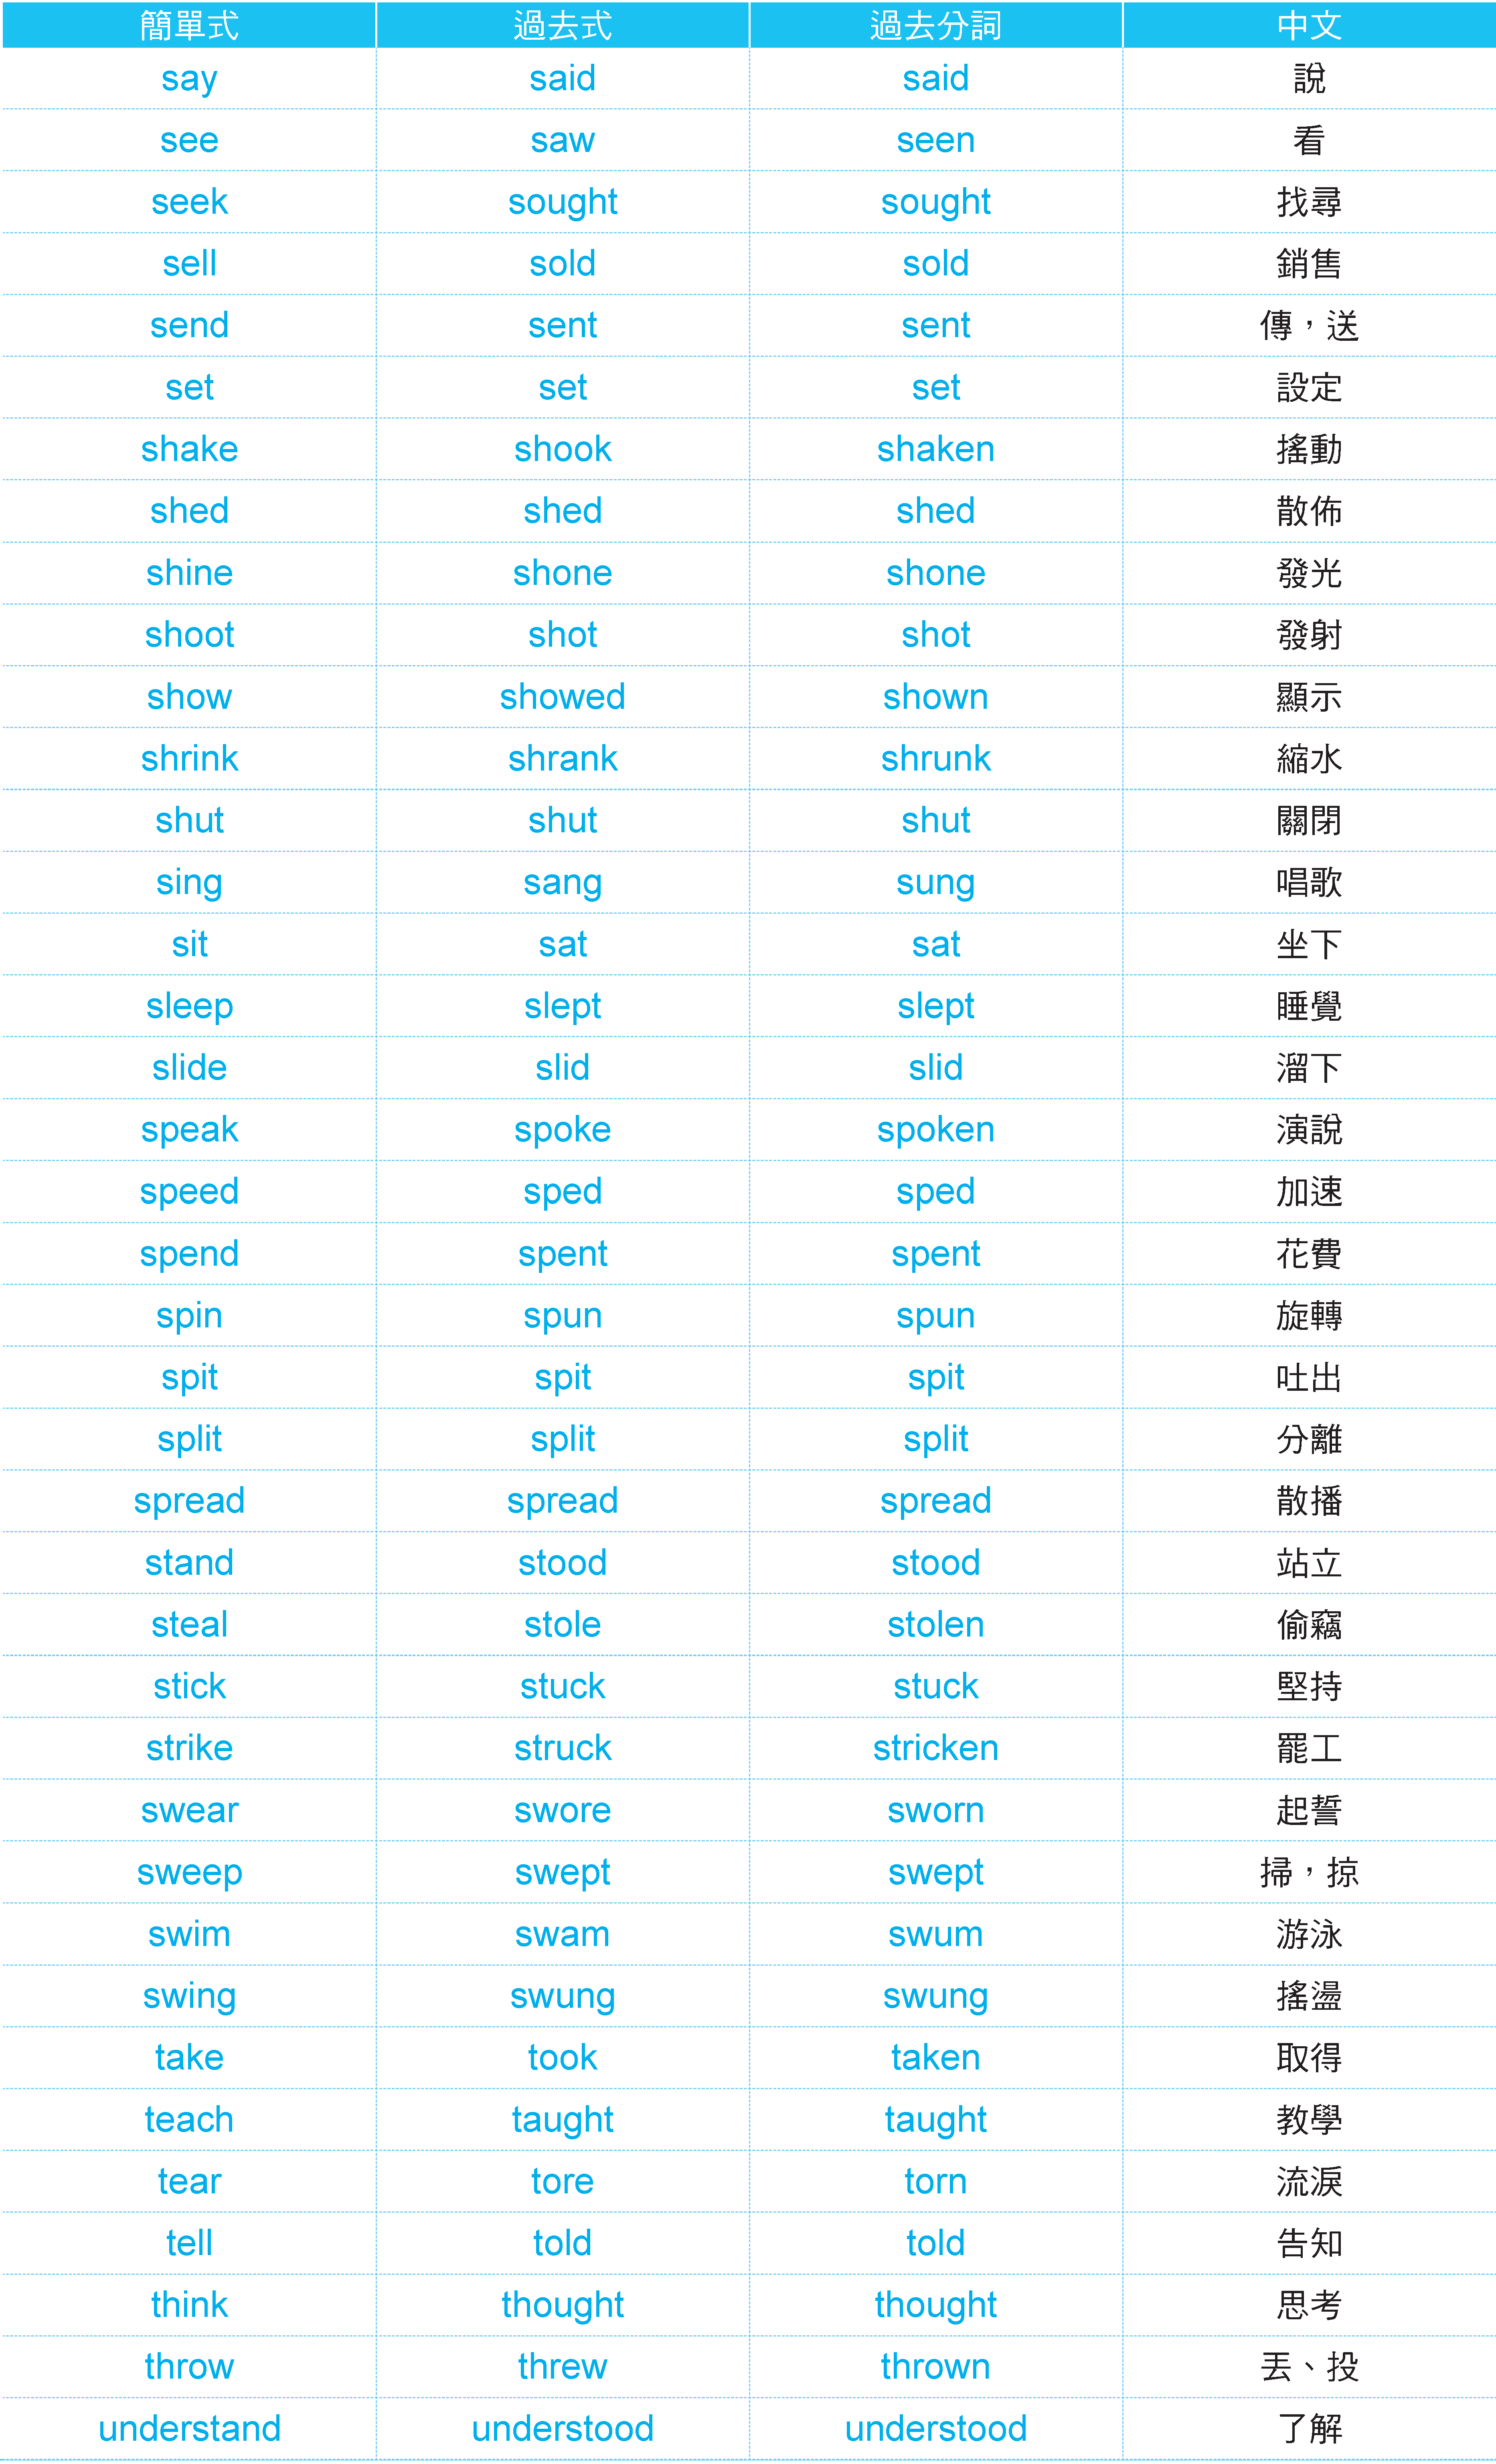 簡單式 過去式 過去分詞 中文
say said said 說
see saw seen 看
seek sought sought 找尋
sell sold sold 銷售
send sent sent 傳，送
set set set 設定
shake shook shaken 搖動
shed shed shed 散佈
shine shone shone 發光
shoot shot shot 發射
show showed shown 顯示
shrink shrank shrunk 縮水
shut shut shut 關閉
sing sang sung 唱歌
sit sat sat 坐下
sleep slept slept 睡覺
slide slid slid 溜下
speak spoke spoken 演說
speed sped sped 加速
spend spent spent 花費
spin spun spun 旋轉
spit spit spit 吐出
split split split 分離
spread spread spread 散播
stand stood stood 站立
steal stole stolen 偷竊
stick stuck stuck 堅持
strike struck stricken 罷工
swear swore sworn 起誓
sweep swept swept 掃，掠
swim swam swum 游泳
swing swung swung 搖盪
take took taken 取得
teach taught taught 教學
tear tore torn 流淚
tell told told 告知
think thought thought 思考
throw threw thrown 丟、投
understand understood understood 了解